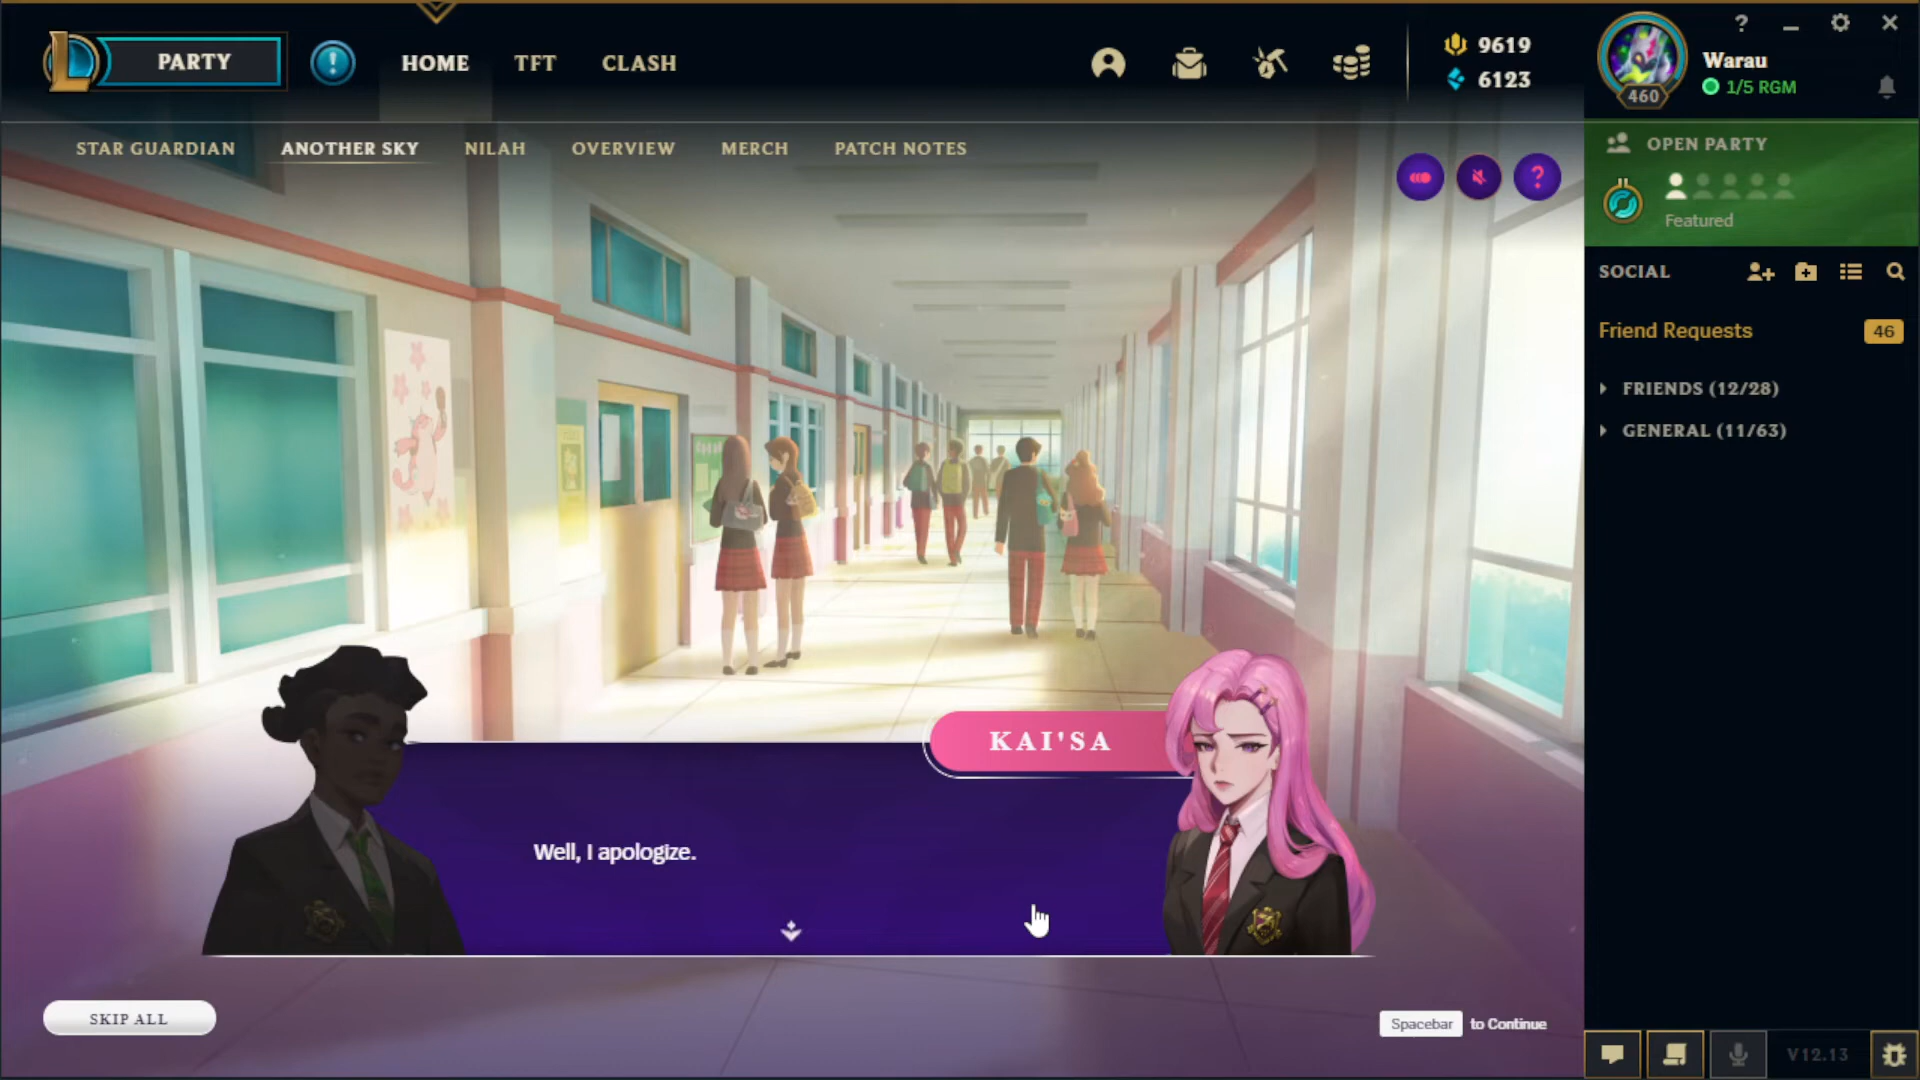 PARTY
HOME
TFT
CLASH
9619
6123
460
Warau
1/5 RGM
STAR GUARDIAN
ANOTHER SKY
NILAH
OVERVIEW
MERCH
PATCH NOTES
OPEN PARTY
Featured
SOCIAL
Friend Requests
46
FRIENDS (12/28)
GENERAL (11/63)
KAI'SA
Well, I apologize.
SKIP ALL
Spacebar to Continue
V12.13